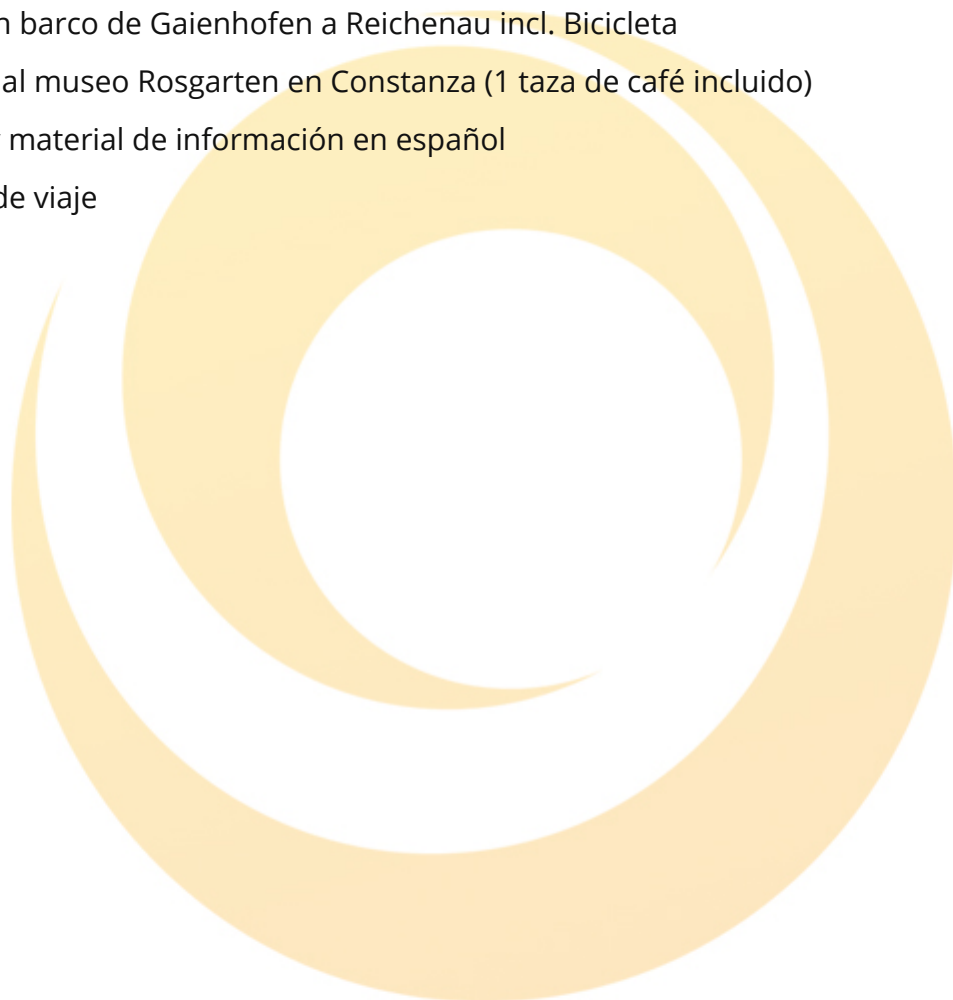 n barco de Gaienhofen a Reichenau incl. Bicicleta
al museo Rosgarten en Constanza (1 taza de café incluido)
material de información en español
de viaje